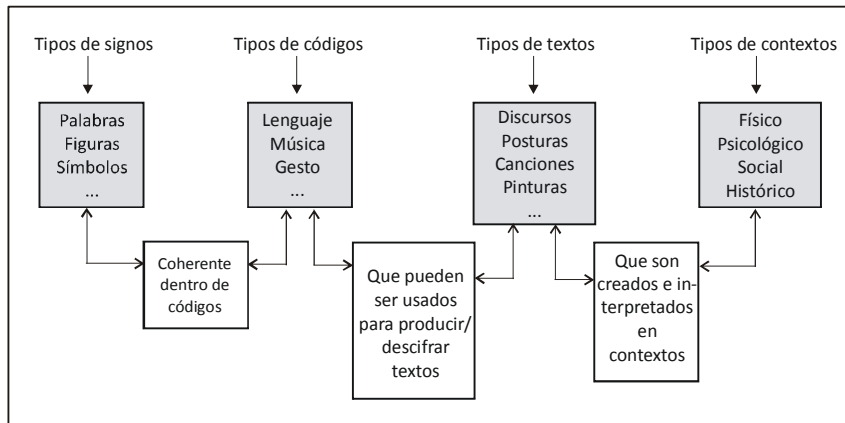 Tipos de signos
Tipos de códigos
Tipos de textos
Tipos de contextos
Palabras
Figuras
Símbolos
...
Lenguaje
Música
Gesto
...
Discursos
Posturas
Canciones
Pinturas
...
Físico
Psicológico
Social
Histórico
Coherente
dentro de
códigos
Que pueden
ser usados
para producir/
descifrar
textos
Que son
creados e in-
terpretados
en
contextos